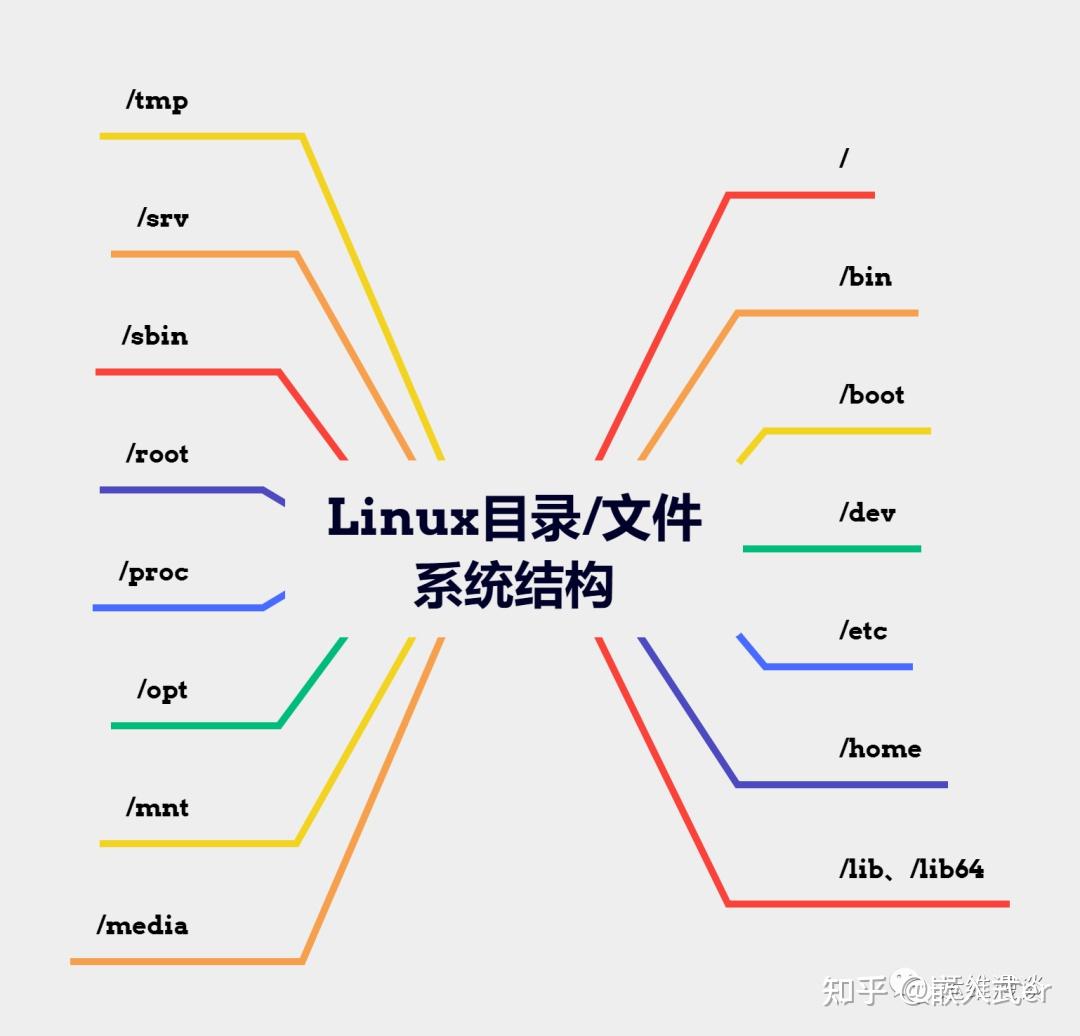 /tmp
/srv
/sbin
/root
/proc
/opt
/mnt
/media
Linux目录/文件
系统结构
/
/bin
/boot
/dev
/etc
/home
/lib、/lib64
知乎